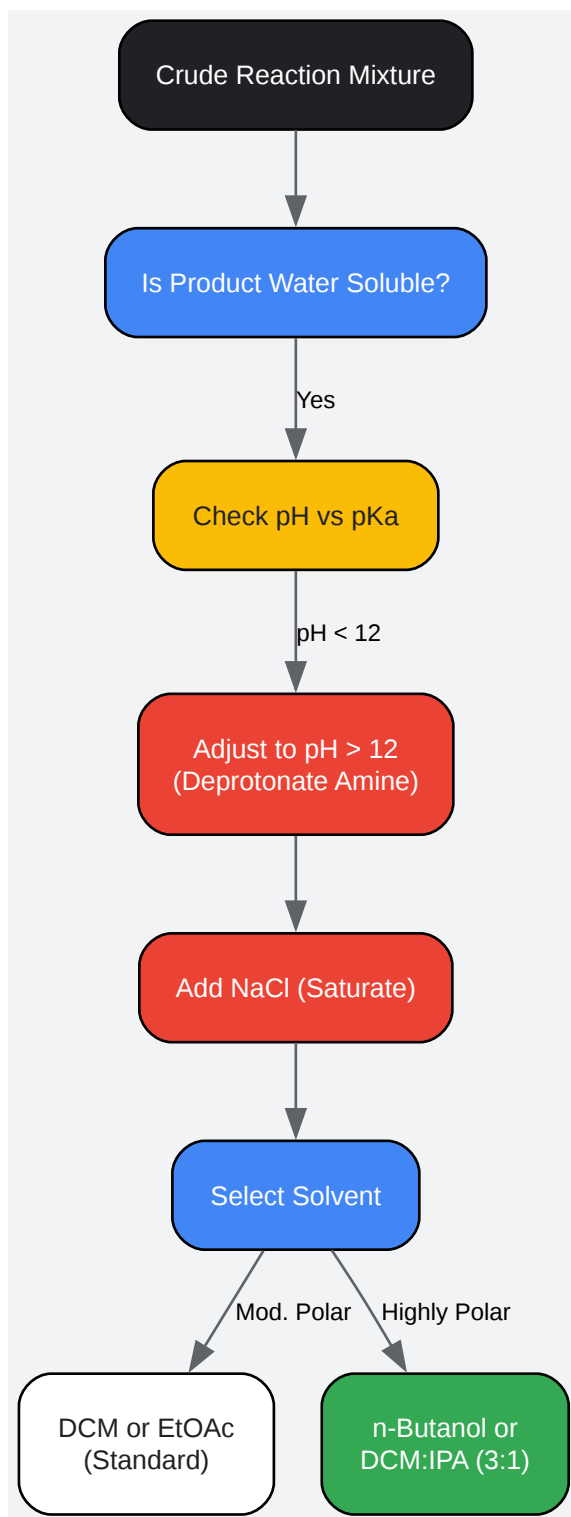 Crude Reaction Mixture
Is Product Water Soluble?
Yes
Check pH vs pKa
pH < 12
Adjust to pH > 12
(Deprotonate Amine)
Add NaCl (Saturate)
Select Solvent
Mod. Polar
Highly Polar
DCM or EtOAc
(Standard)
n-Butanol or
DCM:IPA (3:1)